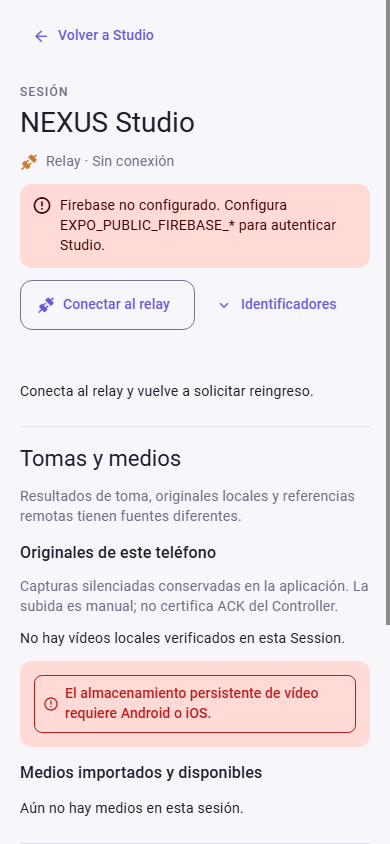 Volver a Studio
SESIÓN
NEXUS Studio
Relay · Sin conexión
Firebase no configurado. Configura
EXPO_PUBLIC_FIREBASE_* para autenticar
Studio.
Conectar al relay
Identificadores
Conecta al relay y vuelve a solicitar reingreso.
Tomas y medios
Resultados de toma, originales locales y referencias
remotas tienen fuentes diferentes.
Originales de este teléfono
Capturas silenciadas conservadas en la aplicación. La
subida es manual; no certifica ACK del Controller.
No hay vídeos locales verificados en esta Session.
El almacenamiento persistente de vídeo
requiere Android o iOS.
Medios importados y disponibles
Aún no hay medios en esta sesión.